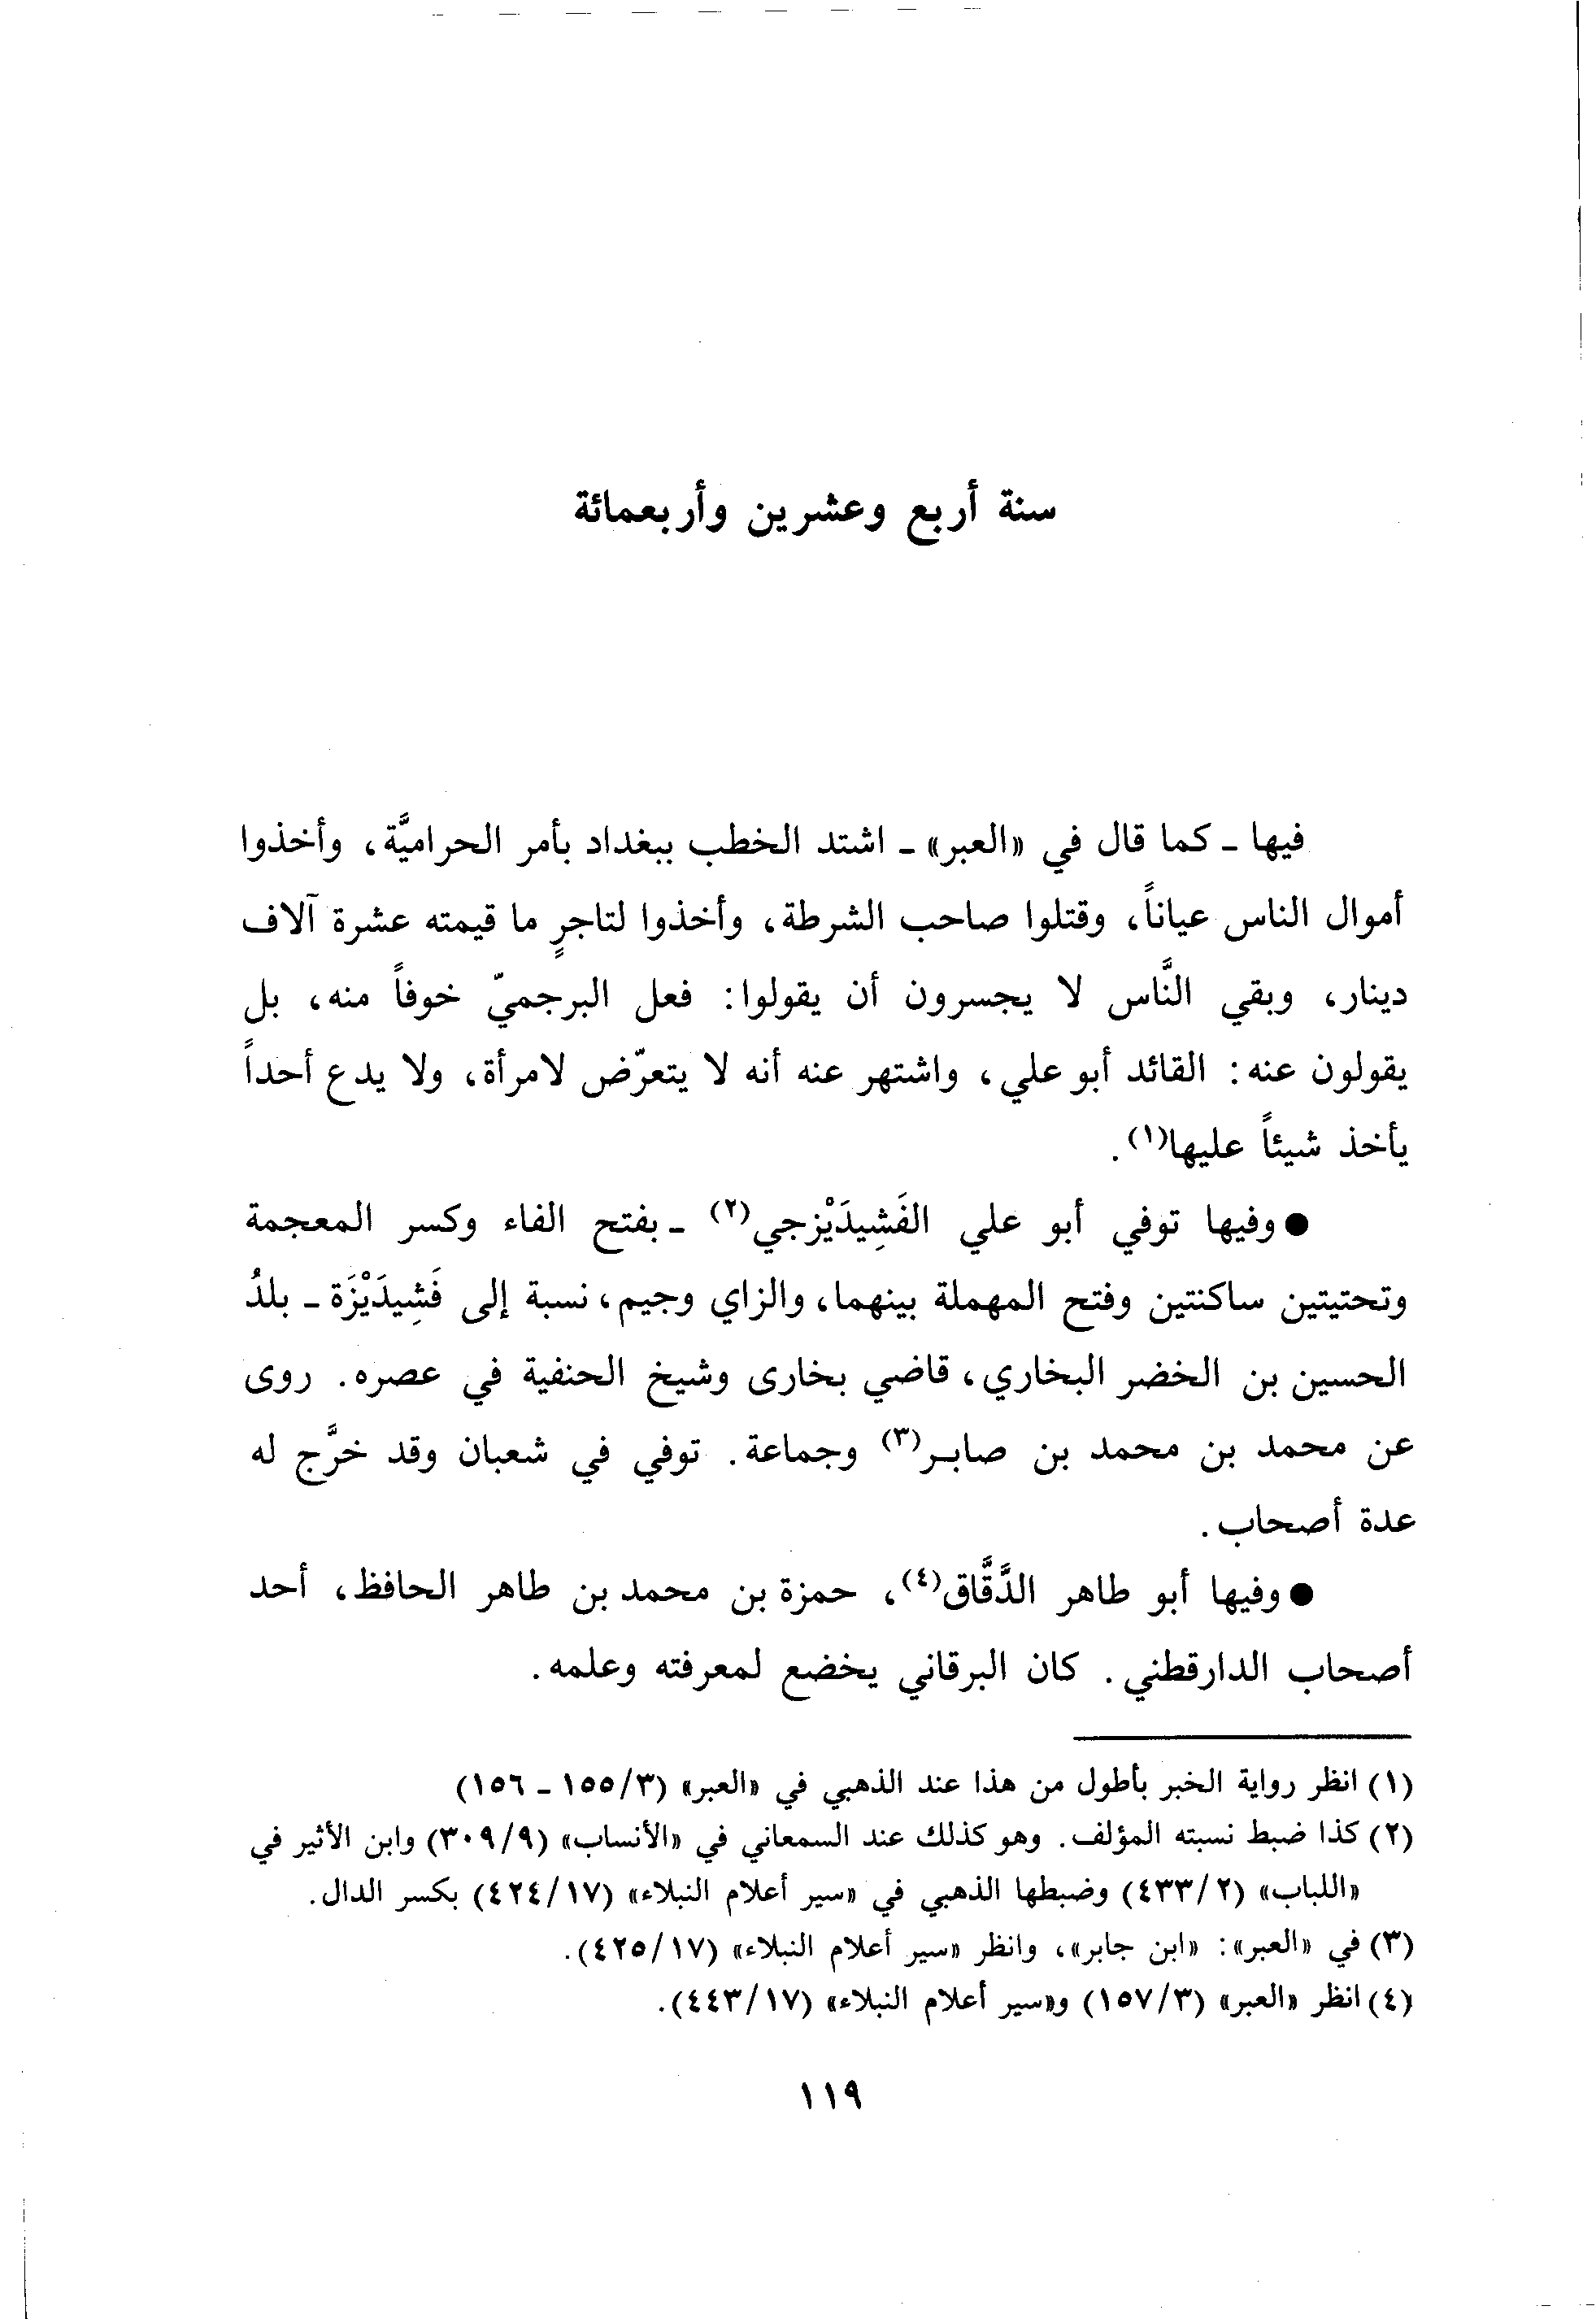 سنة أربع وعشرين وأربعمائة
فيها ـ كما قال في «العبر» ـ اشتد الخطب ببغداد بأمر الحراميَّة، وأخذوا
أموال الناس عياناً، وقتلوا صاحب الشرطة، وأخذوا لتاجرٍ ما قيمته عشرة آلاف
دينار، وبقي النَّاس لا يجسرون أن يقولوا: فعل البرجميّ خوفاً منه، بل
يقولون عنه: القائد أبو علي، واشتهر عنه أنه لا يتعرّض لامرأة، ولا يدع أحداً
يأخذ شيئاً عليها(١).
● وفيها توفي أبو علي الفَشِيدَيْزجي(٢) ـ بفتح الفاء وكسر المعجمة
وتحتيتين ساكنتين وفتح المهملة بينهما، والزاي وجيم، نسبة إلى فَشِيدَيْزَة ـ بلدُ
الحسين بن الخضر البخاري، قاضي بخارى وشيخ الحنفية في عصره. روى
عن محمد بن محمد بن صابر(٣) وجماعة. توفي في شعبان وقد خرَّج له
عدة أصحاب.
● وفيها أبو طاهر الدَّقَّاق(٤)، حمزة بن محمد بن طاهر الحافظ، أحد
أصحاب الدارقطني. كان البرقاني يخضع لمعرفته وعلمه.
(١) انظر رواية الخبر بأطول من هذا عند الذهبي في «العبر» (٣/ ١٥٥ ـ ١٥٦)
(٢) كذا ضبط نسبته المؤلف. وهو كذلك عند السمعاني في «الأنساب» (٩/ ٣٠٩) وابن الأثير في
«اللباب» (٢/ ٤٣٣) وضبطها الذهبي في «سير أعلام النبلاء» (١٧/ ٤٢٤) بكسر الدال.
(٣) في «العبر»: «ابن جابر»، وانظر «سير أعلام النبلاء» (١٧/ ٤٢٥).
(٤) انظر «العبر» (٣/ ١٥٧) و«سير أعلام النبلاء» (١٧/ ٤٤٣).
١١٩